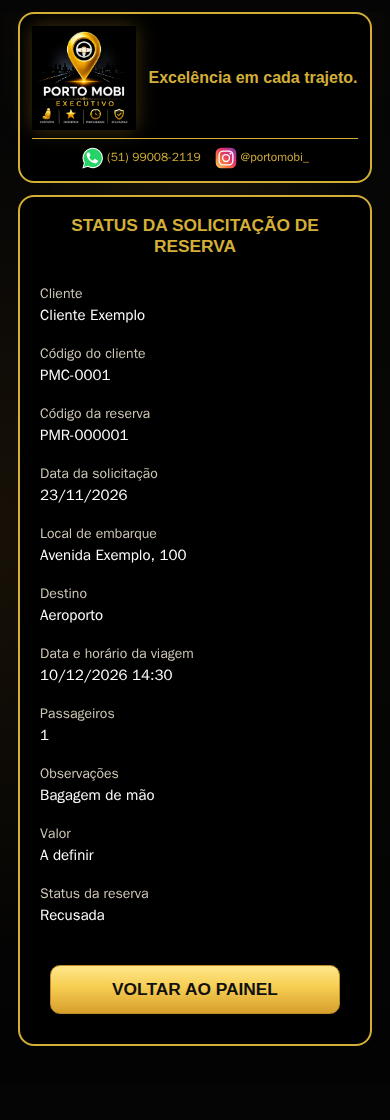 PORTO MOBI
EXECUTIVO
Excelência em cada trajeto.
(51) 99008-2119 @portomobi_
STATUS DA SOLICITAÇÃO DE
RESERVA
Cliente
Cliente Exemplo
Código do cliente
PMC-0001
Código da reserva
PMR-000001
Data da solicitação
23/11/2026
Local de embarque
Avenida Exemplo, 100
Destino
Aeroporto
Data e horário da viagem
10/12/2026 14:30
Passageiros
1
Observações
Bagagem de mão
Valor
A definir
Status da reserva
Recusada
VOLTAR AO PAINEL